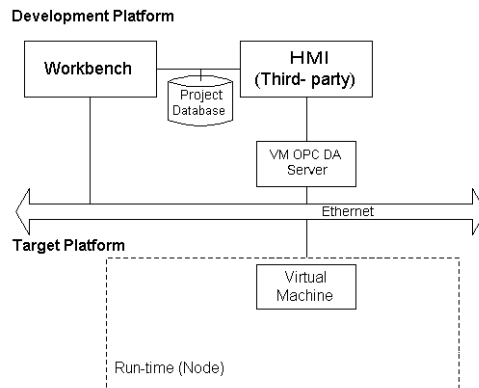 Development Platform
Workbench
HMI
(Third- party)
Project
Database
VM OPC DA
Server
Ethernet
Target Platform
Virtual
Machine
Run-time (Node)